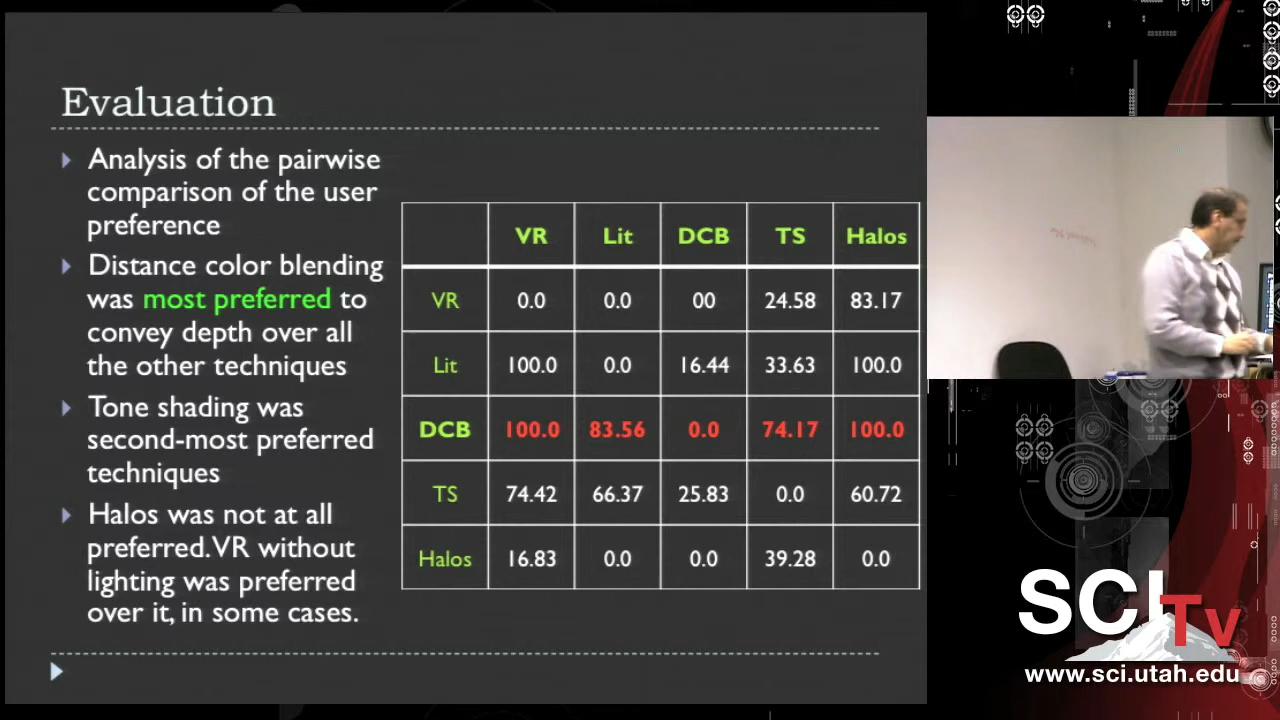 Evaluation
Analysis of the pairwise
comparison of the user
preference
Distance color blending
was most preferred to
convey depth over all
the other techniques
Tone shading was
second-most preferred
techniques
Halos was not at all
preferred. VR without
lighting was preferred
over it, in some cases.
VR Lit DCB TS Halos
VR 0.0 0.0 00 24.58 83.17
Lit 100.0 0.0 16.44 33.63 100.0
DCB 100.0 83.56 0.0 74.17 100.0
TS 74.42 66.37 25.83 0.0 60.72
Halos 16.83 0.0 0.0 39.28 0.0
SCI
Tv
www.sci.utah.edu